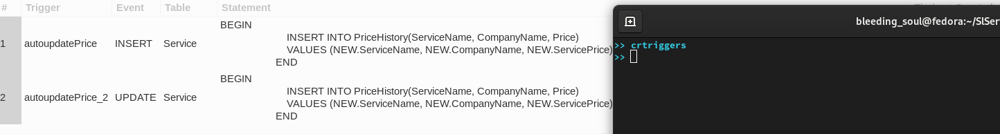 # Trigger Event Table Statement
BEGIN
INSERT INTO PriceHistory(ServiceName, CompanyName, Price)
1 autoupdatePrice INSERT Service
VALUES (NEW.ServiceName, NEW.CompanyName, NEW.ServicePrice)
END
BEGIN
INSERT INTO PriceHistory(ServiceName, CompanyName, Price)
2 autoupdatePrice_2 UPDATE Service
VALUES (NEW.ServiceName, NEW.CompanyName, NEW.ServicePrice)
END
bleeding_soul@fedora:~/SlSer
>> crtriggers
>>